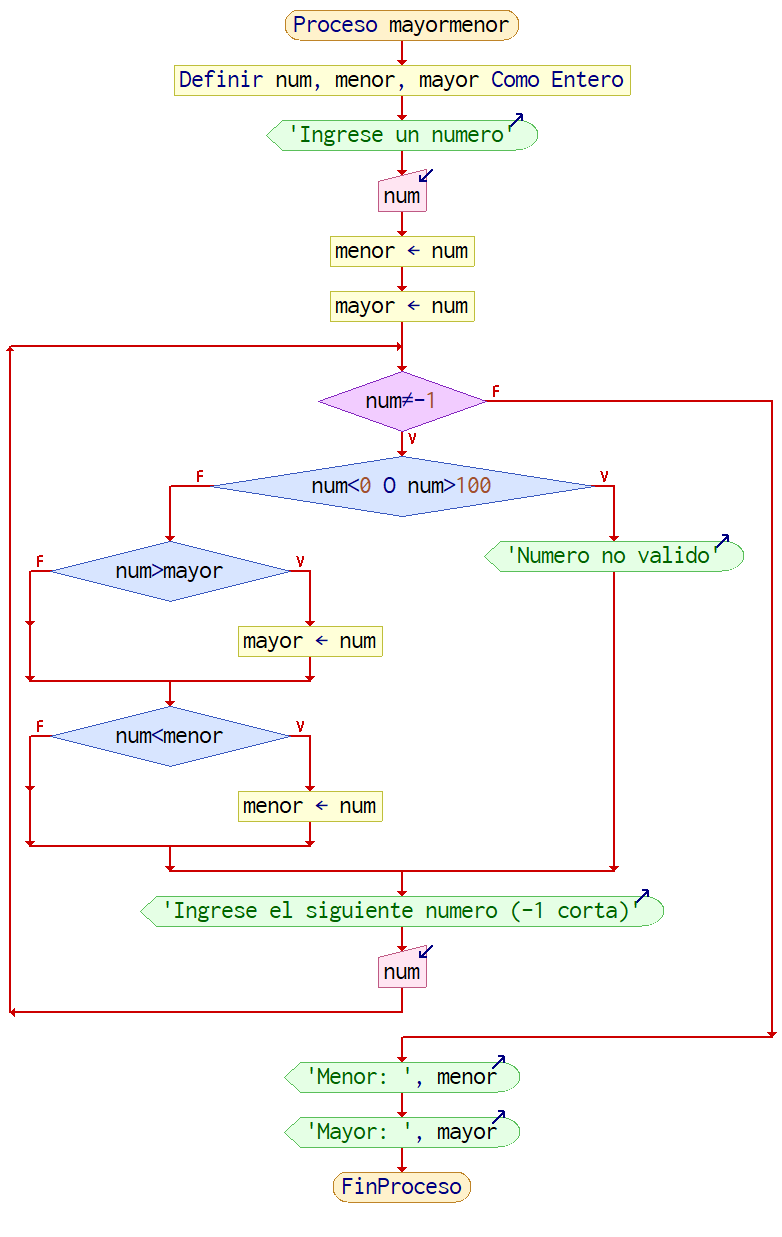 Proceso mayormenor
Definir num, menor, mayor Como Entero
'Ingrese un numero'
num
menor ← num
mayor ← num
num≠-1
F
V
num<0 O num>100
F
V
'Numero no valido'
num>mayor
F
V
mayor ← num
num<menor
F
V
menor ← num
'Ingrese el siguiente numero (-1 corta)'
num
'Menor: ', menor
'Mayor: ', mayor
FinProceso